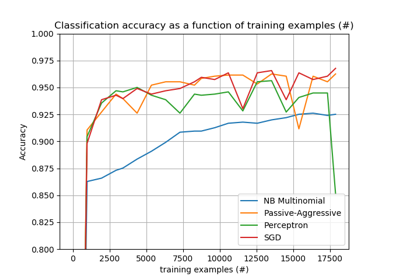 Classification accuracy as a function of training examples (#)
1.000
0.975
0.950
0.925
0.900
0.875
0.850
0.825
0.800
Accuracy
NB Multinomial
Passive-Aggressive
Perceptron
SGD
0 2500 5000 7500 10000 12500 15000 17500
training examples (#)